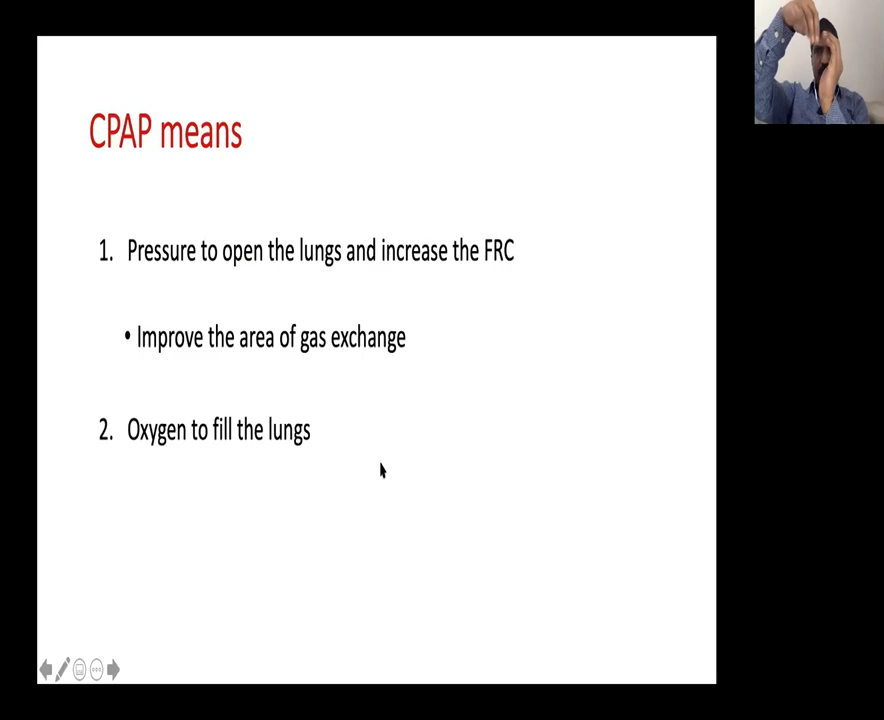 CPAP means
1. Pressure to open the lungs and increase the FRC
• Improve the area of gas exchange
2. Oxygen to fill the lungs